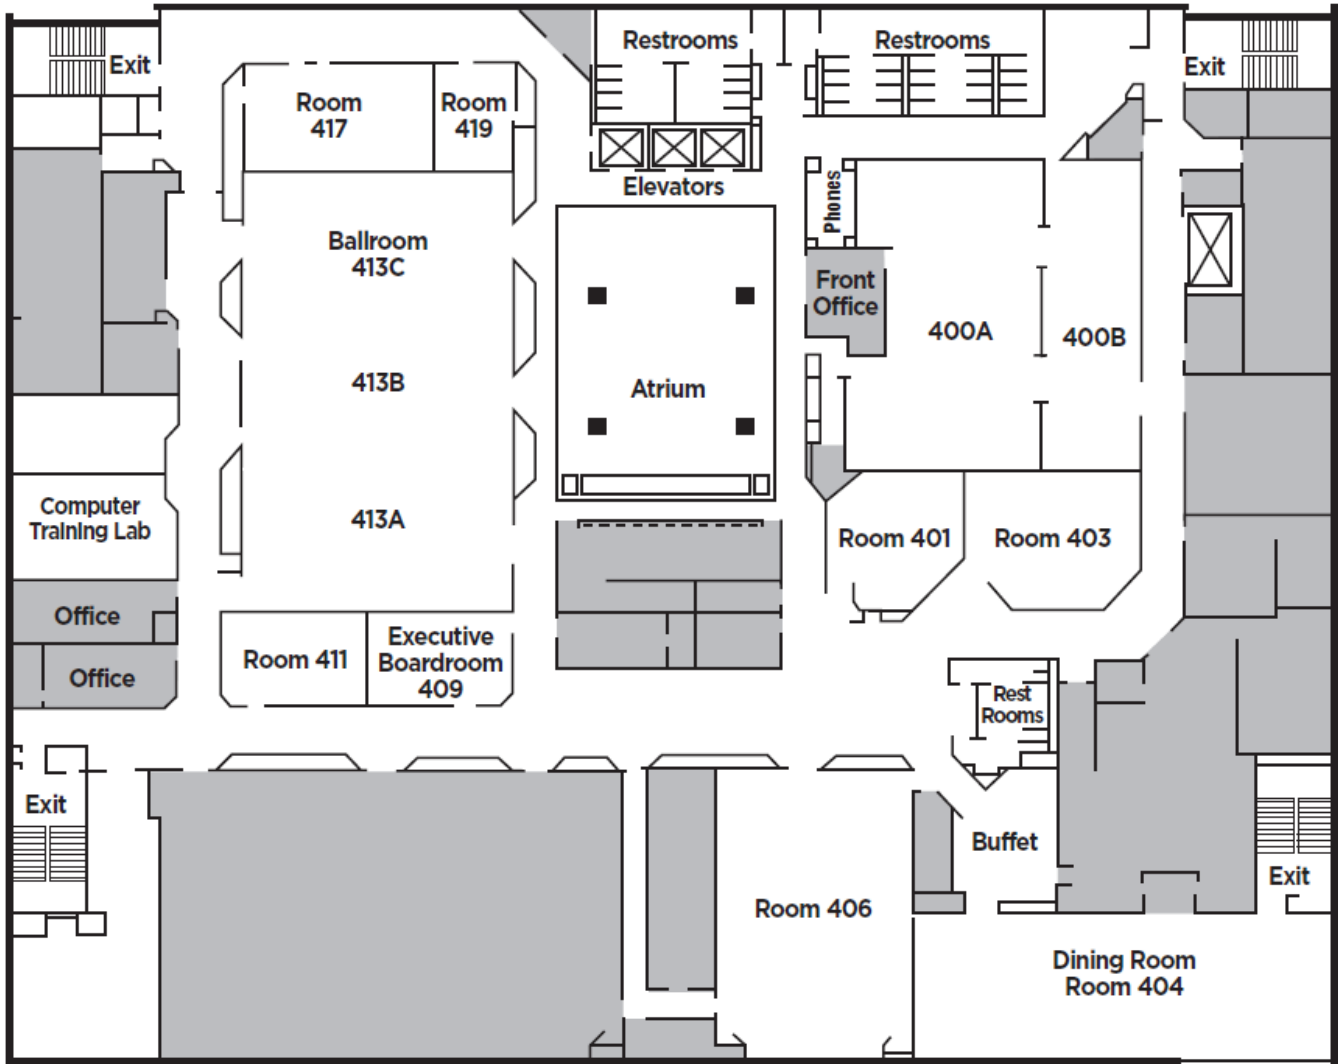 Restrooms
Restrooms
Exit
Exit
Room
417
Room
419
Elevators
Phones
Ballroom
413C
Front
Office
400A
400B
413B
Atrium
Computer
Training Lab
413A
Room 401
Room 403
Office
Executive
Boardroom
409
Room 411
Office
Rest
Rooms
Exit
Buffet
Exit
Room 406
Dining Room
Room 404